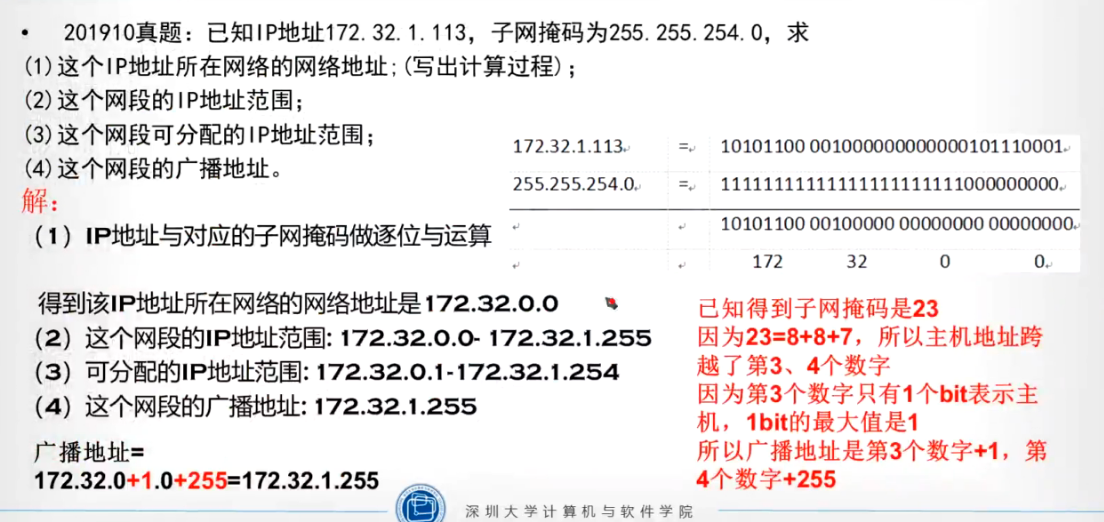 • 201910真题：已知IP地址172.32.1.113，子网掩码为255.255.254.0，求
(1)这个IP地址所在网络的网络地址;(写出计算过程)；
(2)这个网段的IP地址范围；
(3)这个网段可分配的IP地址范围；
(4)这个网段的广播地址。
解：
172.32.1.113 = 10101100 001000000000000101110001
255.255.254.0 = 11111111111111111111111000000000
10101100 00100000 00000000 00000000
172 32 0 0
（1）IP地址与对应的子网掩码做逐位与运算
得到该IP地址所在网络的网络地址是172.32.0.0
（2）这个网段的IP地址范围: 172.32.0.0- 172.32.1.255
（3）可分配的IP地址范围: 172.32.0.1-172.32.1.254
（4）这个网段的广播地址: 172.32.1.255
广播地址=
172.32.0+1.0+255=172.32.1.255
已知得到子网掩码是23
因为23=8+8+7，所以主机地址跨
越了第3、4个数字
因为第3个数字只有1个bit表示主
机，1bit的最大值是1
所以广播地址是第3个数字+1，第
4个数字+255
深圳大学计算机与软件学院